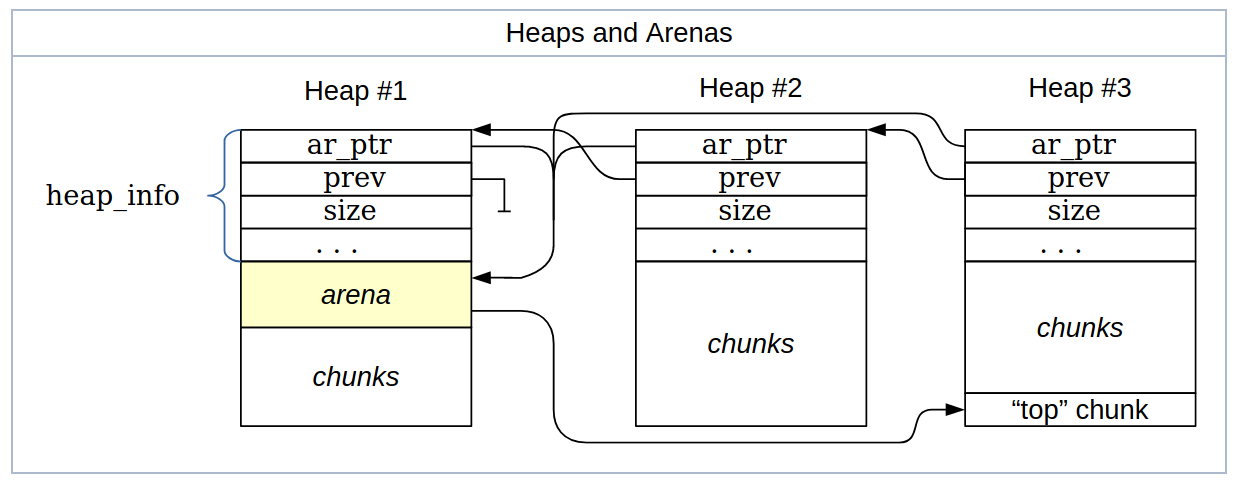 Heaps and Arenas
Heap #1
Heap #2
Heap #3
heap_info
ar_ptr
prev
size
. . .
arena
chunks
ar_ptr
prev
size
. . .
chunks
ar_ptr
prev
size
. . .
chunks
“top” chunk